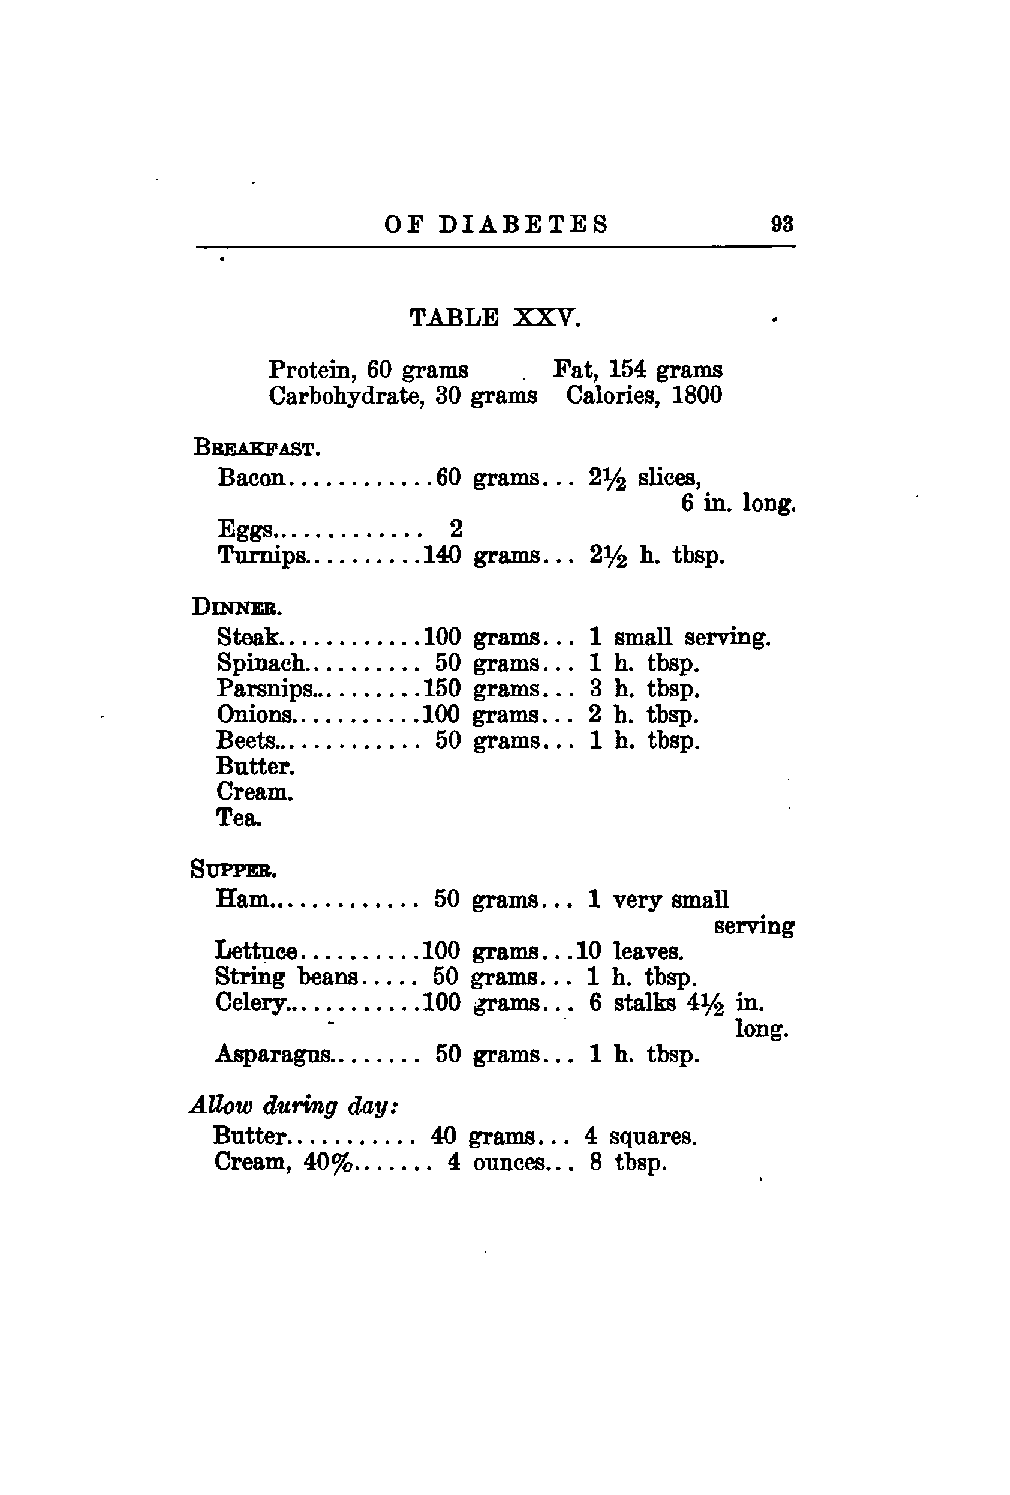 OF DIABETES 93
TABLE XXV.
Protein, 60 grams Fat, 154 grams
Carbohydrate, 30 grams Calories, 1800
BREAKFAST.
Bacon............60 grams... 2½ slices,
6 in. long.
Eggs............. 2
Turnips..........140 grams... 2½ h. tbsp.
DINNER.
Steak............100 grams... 1 small serving.
Spinach.......... 50 grams... 1 h. tbsp.
Parsnips..........150 grams... 3 h. tbsp.
Onions...........100 grams... 2 h. tbsp.
Beets............. 50 grams... 1 h. tbsp.
Butter.
Cream.
Tea.
SUPPER.
Ham............. 50 grams... 1 very small
serving
Lettuce..........100 grams...10 leaves.
String beans..... 50 grams... 1 h. tbsp.
Celery............100 grams... 6 stalks 4½ in.
long.
Asparagus........ 50 grams... 1 h. tbsp.
Allow during day:
Butter........... 40 grams... 4 squares.
Cream, 40%....... 4 ounces... 8 tbsp.